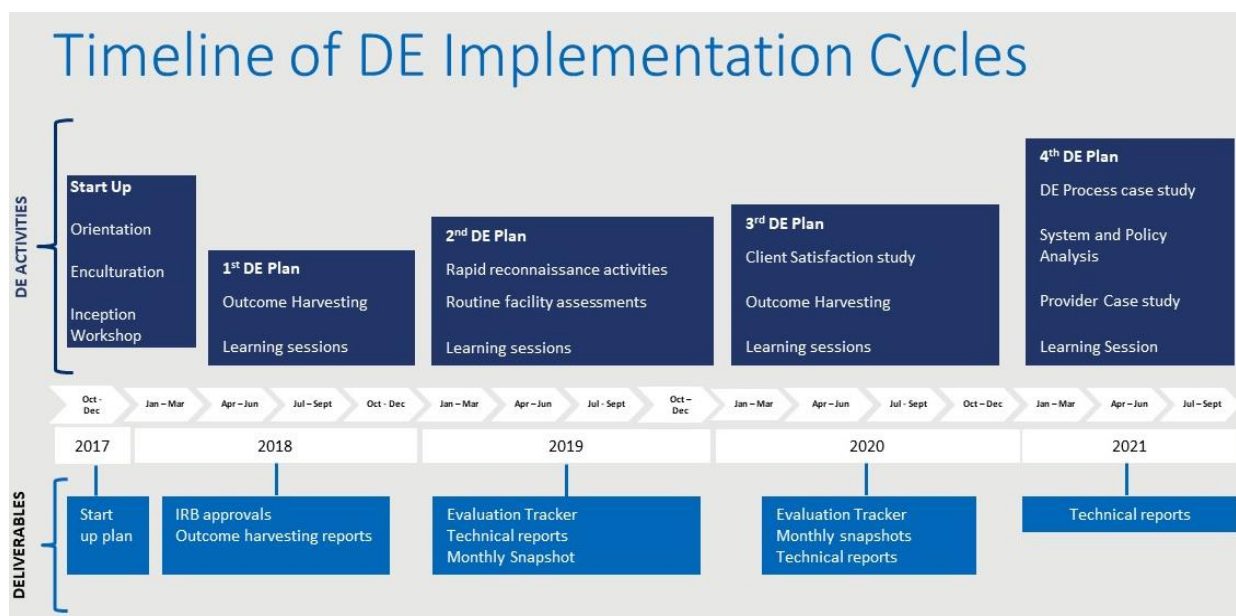 Timeline of DE Implementation Cycles
DE ACTIVITIES
Start Up
Orientation
Enculturation
Inception
Workshop
1st DE Plan
Outcome Harvesting
Learning sessions
2nd DE Plan
Rapid reconnaissance activities
Routine facility assessments
Learning sessions
3rd DE Plan
Client Satisfaction study
Outcome Harvesting
Learning sessions
4th DE Plan
DE Process case study
System and Policy
Analysis
Provider Case study
Learning Session
Oct -
Dec
Jan – Mar
Apr – Jun
Jul – Sept
Oct - Dec
Jan – Mar
Apr – Jun
Jul - Sept
Oct –
Dec
Jan – Mar
Apr – Jun
Jul - Sept
Oct – Dec
Jan – Mar
Apr – Jun
Jul – Sept
2017
2018
2019
2020
2021
DELIVERABLES
Start
up plan
IRB approvals
Outcome harvesting reports
Evaluation Tracker
Technical reports
Monthly Snapshot
Evaluation Tracker
Monthly snapshots
Technical reports
Technical reports